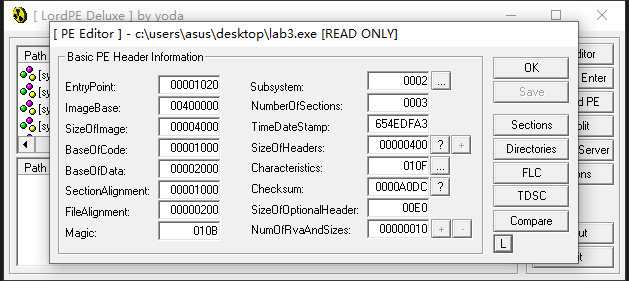 [ LordPE Deluxe ] by yoda
[ PE Editor ] - c:\users\asus\desktop\lab3.exe [READ ONLY]
Path
[sy
[sy
[sy
[sy
Path
Basic PE Header Information
EntryPoint: 00001020 Subsystem: 0002 ...
ImageBase: 00400000 NumberOfSections: 0003
SizeOfImage: 00004000 TimeDateStamp: 654EDFA3
BaseOfCode: 00001000 SizeOfHeaders: 00000400 ? +
BaseOfData: 00002000 Characteristics: 010F ...
SectionAlignment: 00001000 Checksum: 0000A0DC ?
FileAlignment: 00000200 SizeOfOptionalHeader: 00E0
Magic: 010B NumOfRvaAndSizes: 00000010 + -
OK
Save
Sections
Directories
FLC
TDSC
Compare
L
ditor
Enter
d PE
lit
Server
ons
ut
it